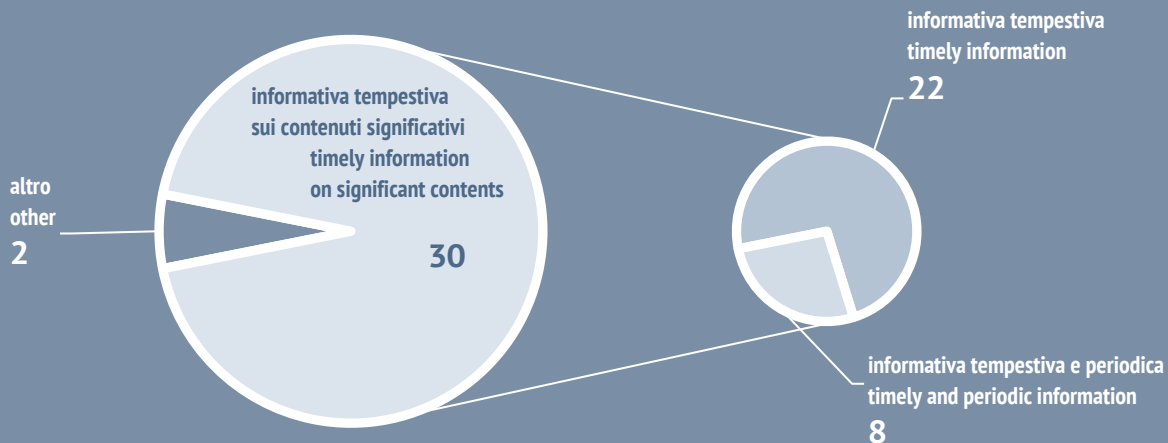 informativa tempestiva
sui contenuti significativi
timely information
on significant contents
30
altro
other
2
informativa tempestiva
timely information
22
informativa tempestiva e periodica
timely and periodic information
8